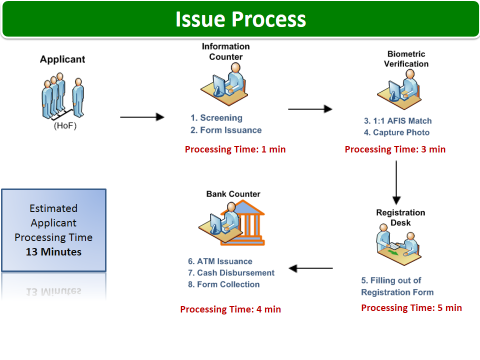 Issue Process
Applicant
(HoF)
Information
Counter
1. Screening
2. Form Issuance
Processing Time: 1 min
Biometric
Verification
3. 1:1 AFIS Match
4. Capture Photo
Processing Time: 3 min
Registration
Desk
5. Filling out of
Registration Form
Processing Time: 5 min
Bank Counter
6. ATM Issuance
7. Cash Disbursement
8. Form Collection
Processing Time: 4 min
Estimated
Applicant
Processing Time
13 Minutes